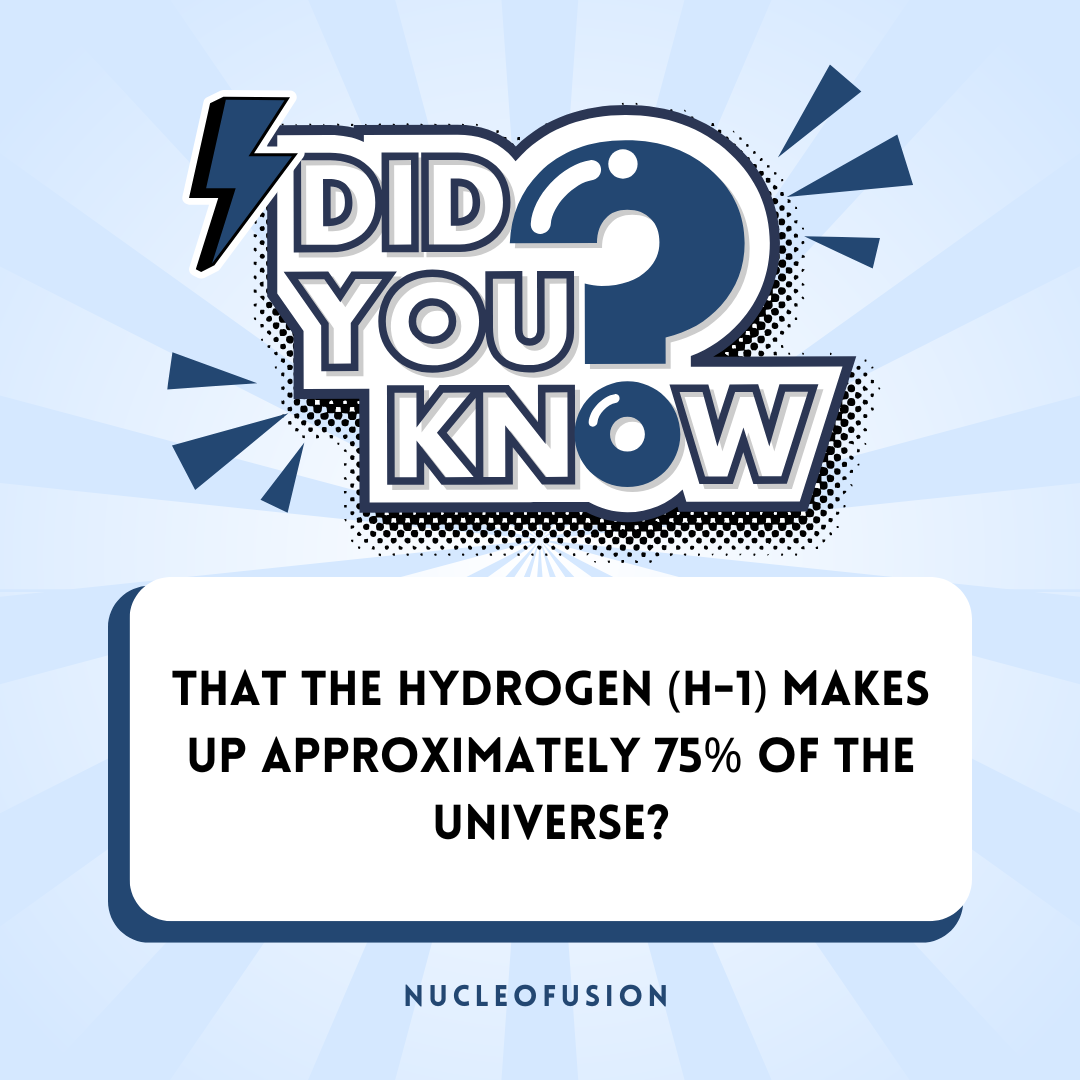 DID
YOU
KNOW
?
THAT THE HYDROGEN (H-1) MAKES
UP APPROXIMATELY 75% OF THE
UNIVERSE?
NUCLEOFUSION